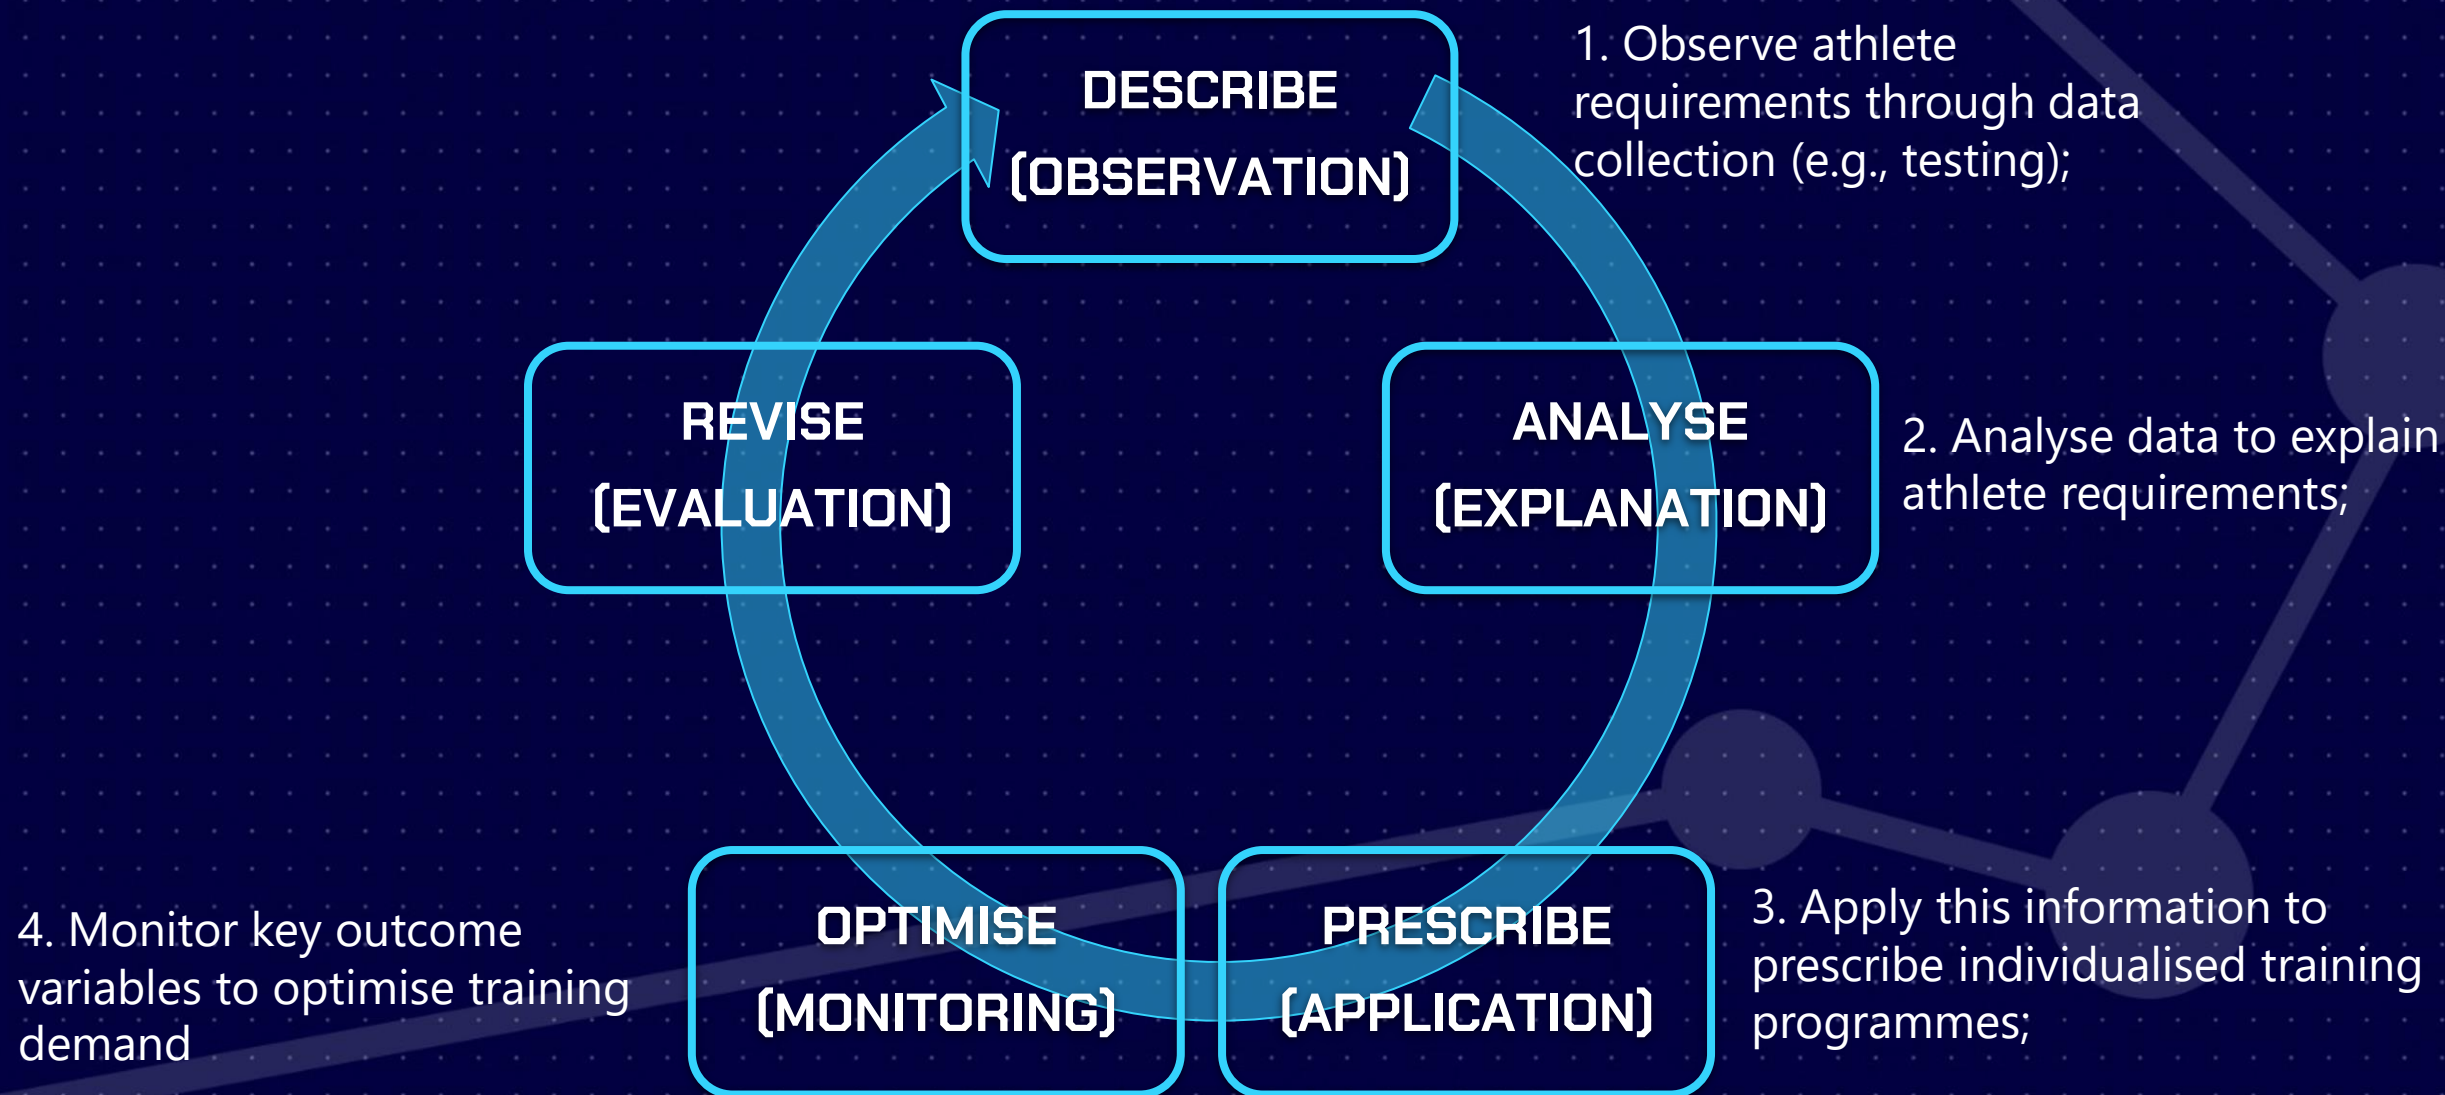 DESCRIBE
(OBSERVATION)
1. Observe athlete
requirements through data
collection (e.g., testing);
REVISE
(EVALUATION)
ANALYSE
(EXPLANATION)
2. Analyse data to explain
athlete requirements;
OPTIMISE
(MONITORING)
PRESCRIBE
(APPLICATION)
3. Apply this information to
prescribe individualised training
programmes;
4. Monitor key outcome
variables to optimise training
demand